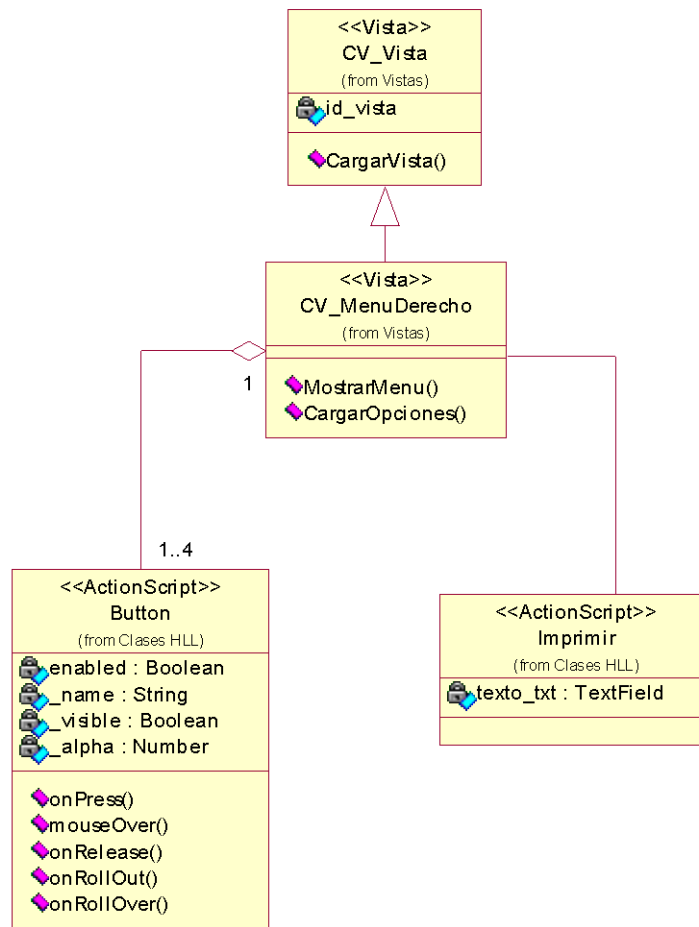 <<Vista>>
CV_Vista
(from Vistas)
id_vista
CargarVista()
<<Vista>>
CV_MenuDerecho
(from Vistas)
MostrarMenu()
CargarOpciones()
1
1..4
<<ActionScript>>
Button
(from Clases HLL)
enabled : Boolean
_name : String
_visible : Boolean
_alpha : Number
onPress()
mouseOver()
onRelease()
onRollOut()
onRollOver()
<<ActionScript>>
Imprimir
(from Clases HLL)
texto_txt : TextField